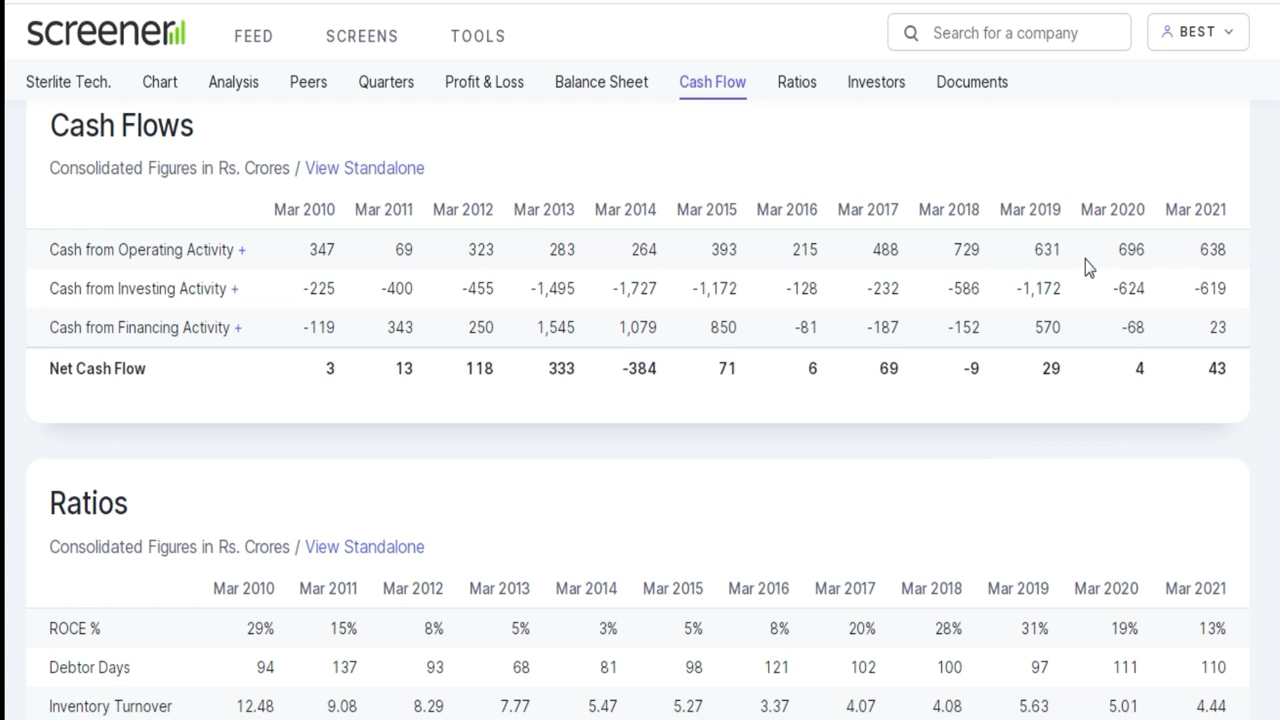 screener FEED SCREENS TOOLS Search for a company BEST
Sterlite Tech. Chart Analysis Peers Quarters Profit & Loss Balance Sheet Cash Flow Ratios Investors Documents
Cash Flows
Consolidated Figures in Rs. Crores / View Standalone
Mar 2010 Mar 2011 Mar 2012 Mar 2013 Mar 2014 Mar 2015 Mar 2016 Mar 2017 Mar 2018 Mar 2019 Mar 2020 Mar 2021
Cash from Operating Activity + 347 69 323 283 264 393 215 488 729 631 696 638
Cash from Investing Activity + -225 -400 -455 -1,495 -1,727 -1,172 -128 -232 -586 -1,172 -624 -619
Cash from Financing Activity + -119 343 250 1,545 1,079 850 -81 -187 -152 570 -68 23
Net Cash Flow 3 13 118 333 -384 71 6 69 -9 29 4 43
Ratios
Consolidated Figures in Rs. Crores / View Standalone
Mar 2010 Mar 2011 Mar 2012 Mar 2013 Mar 2014 Mar 2015 Mar 2016 Mar 2017 Mar 2018 Mar 2019 Mar 2020 Mar 2021
ROCE % 29% 15% 8% 5% 3% 5% 8% 20% 28% 31% 19% 13%
Debtor Days 94 137 93 68 81 98 121 102 100 97 111 110
Inventory Turnover 12.48 9.08 8.29 7.77 5.47 5.27 3.37 4.07 4.08 5.63 5.01 4.44